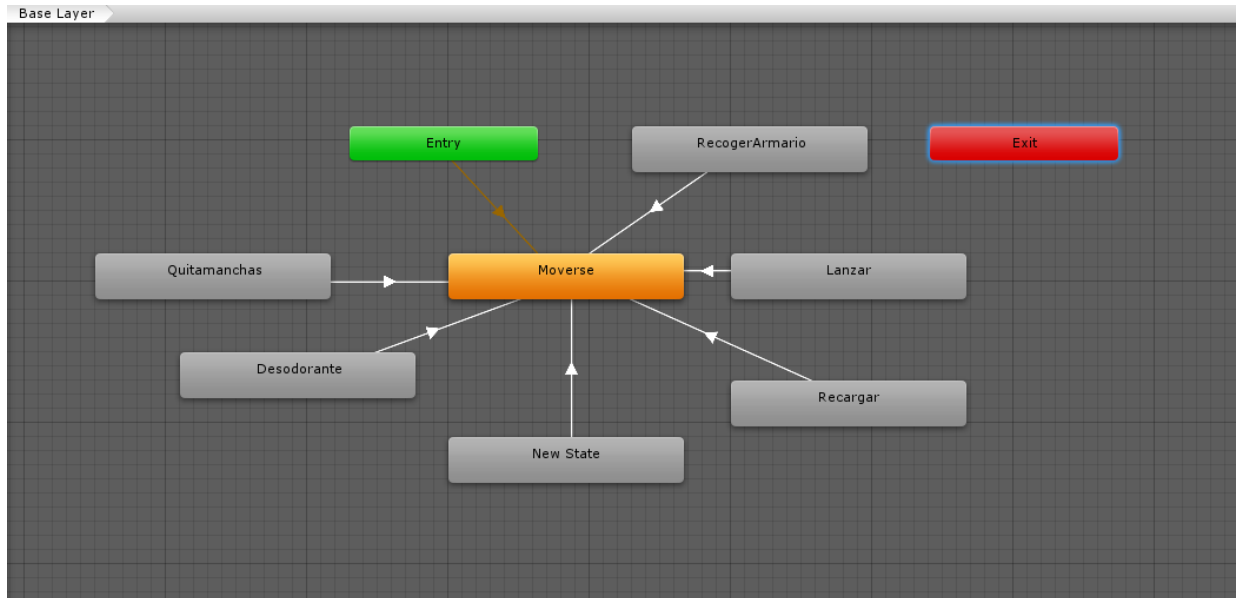 Base Layer
Entry
RecogerArmario
Exit
Quitamanchas
Moverse
Lanzar
Desodorante
Recargar
New State